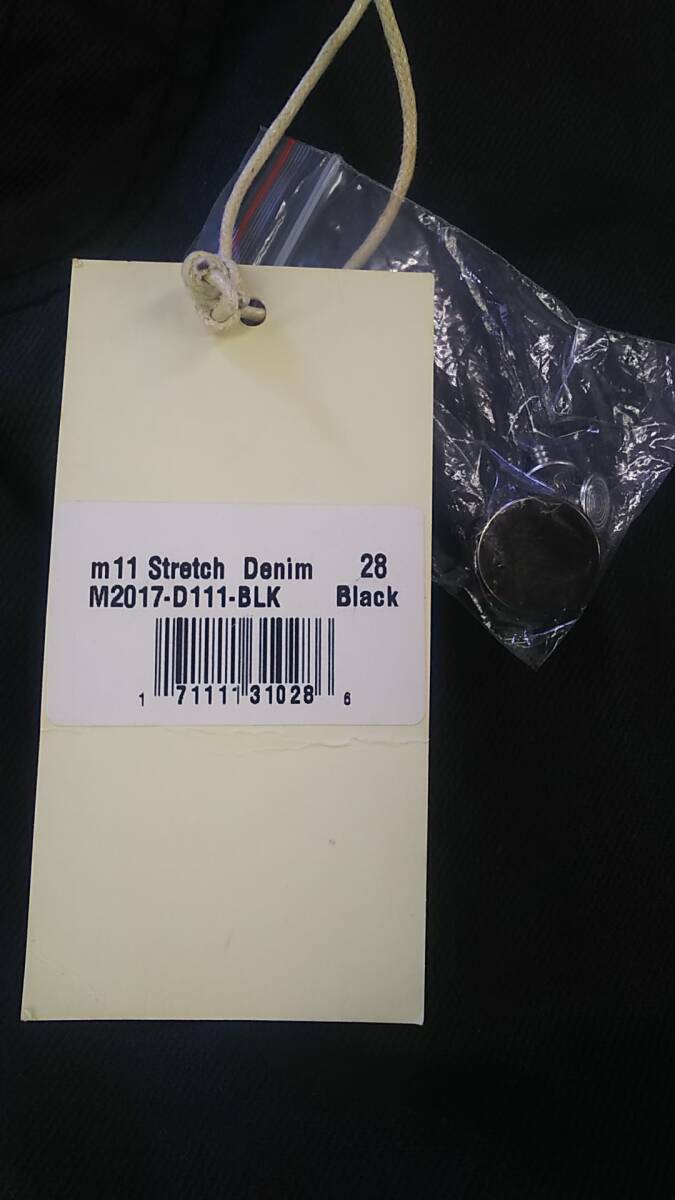 m11 Stretch Denim 28
M2017-D111-BLK Black
1 71111 31028 6